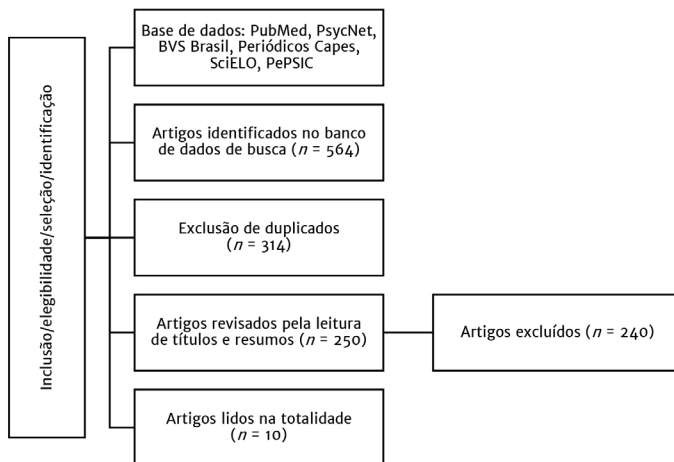 Inclusão/elegibilidade/seleção/identificação
Base de dados: PubMed, PsycNet,
BVS Brasil, Periódicos Capes,
SciELO, PePSIC
Artigos identificados no banco
de dados de busca (n = 564)
Exclusão de duplicados
(n = 314)
Artigos revisados pela leitura
de títulos e resumos (n = 250)
Artigos excluídos (n = 240)
Artigos lidos na totalidade
(n = 10)